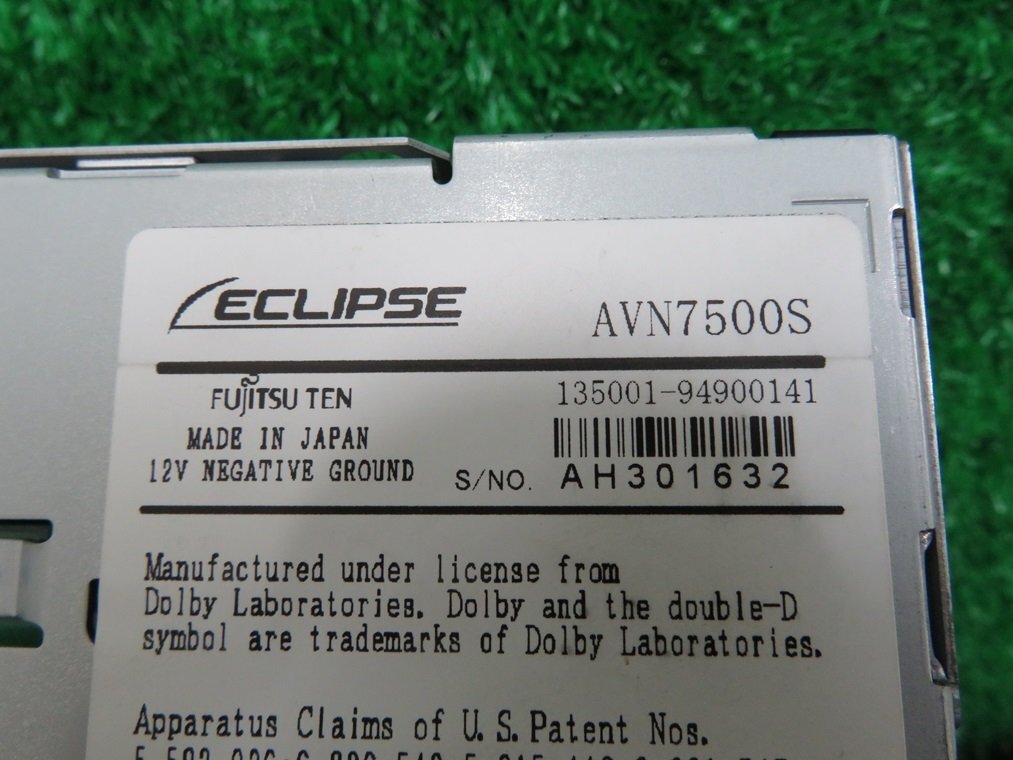 ECLIPSE AVN7500S
FUJITSU TEN 135001-94900141
MADE IN JAPAN
12V NEGATIVE GROUND S/NO. AH301632
Manufactured under license from
Dolby Laboratories. Dolby and the double-D
symbol are trademarks of Dolby Laboratories.
Apparatus Claims of U.S. Patent Nos.